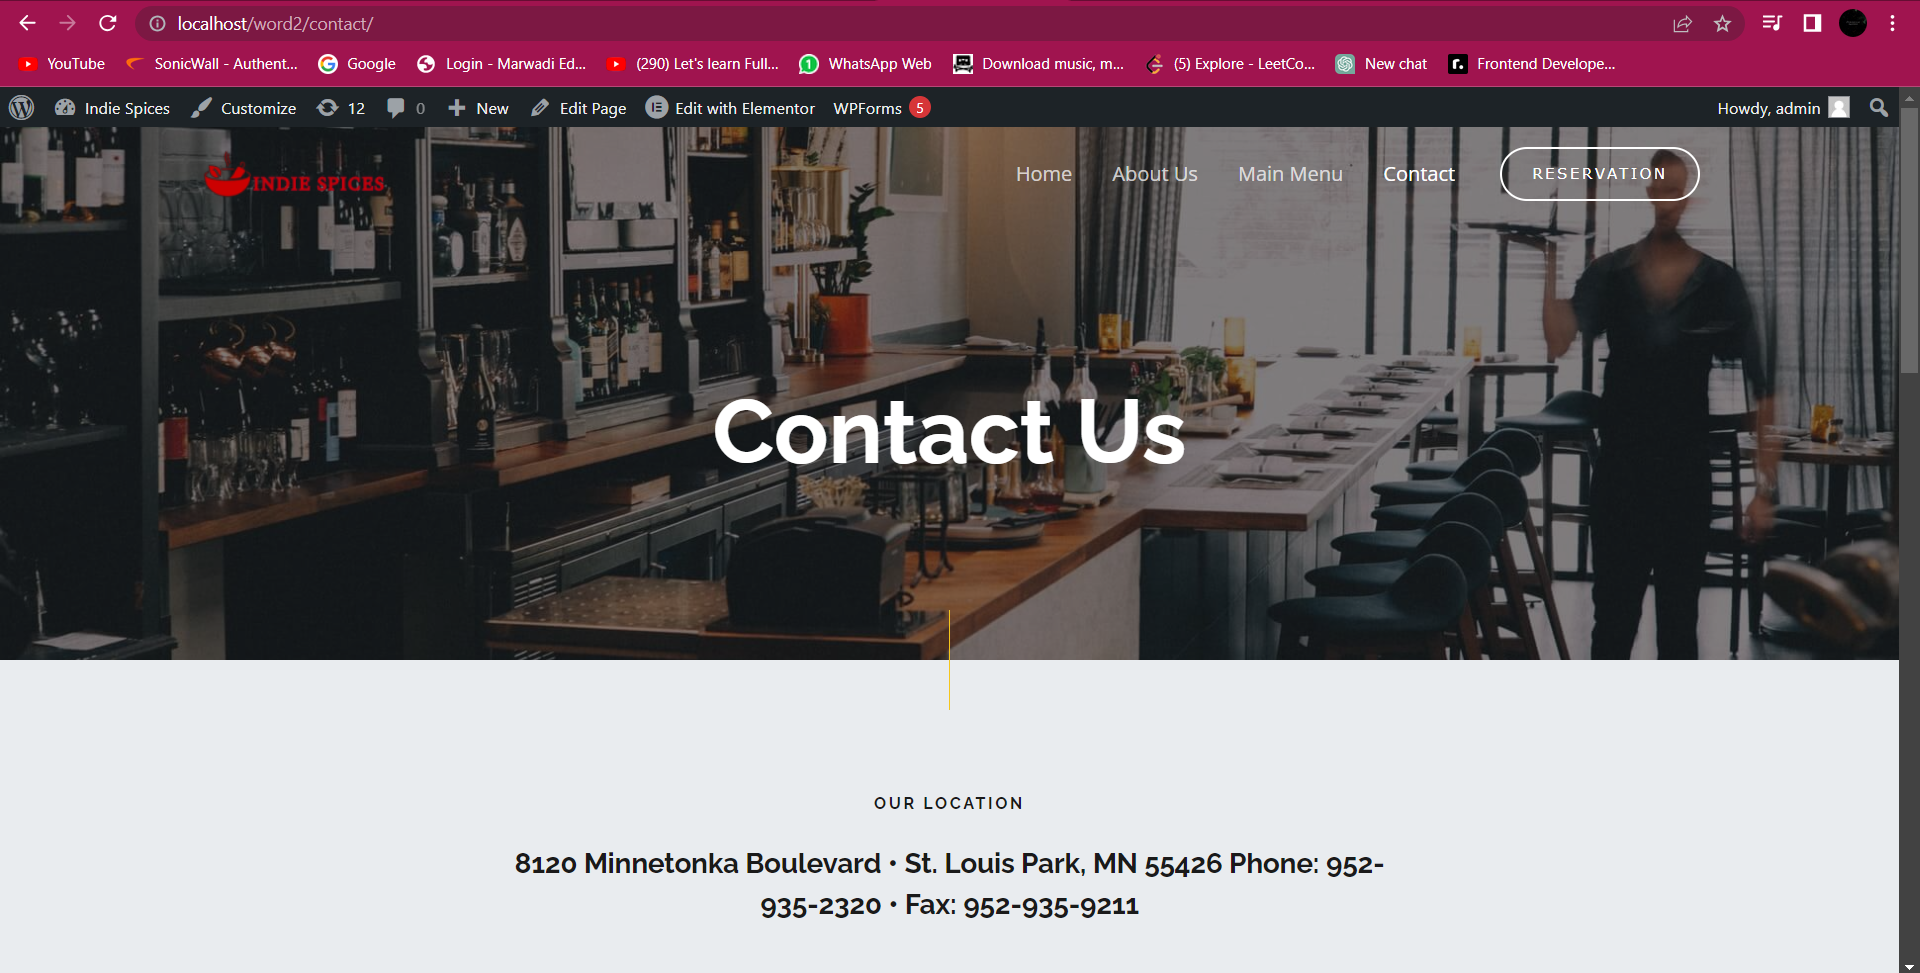 localhost/word2/contact/
YouTube SonicWall - Authent... Google Login - Marwadi Ed... (290) Let's learn Full... WhatsApp Web Download music, m... (5) Explore - LeetCo... New chat Frontend Develope...
Indie Spices Customize 12 0 New Edit Page Edit with Elementor WPForms 5 Howdy, admin
INDIE SPICES Home About Us Main Menu Contact RESERVATION
Contact Us
OUR LOCATION
8120 Minnetonka Boulevard • St. Louis Park, MN 55426 Phone: 952-
935-2320 • Fax: 952-935-9211